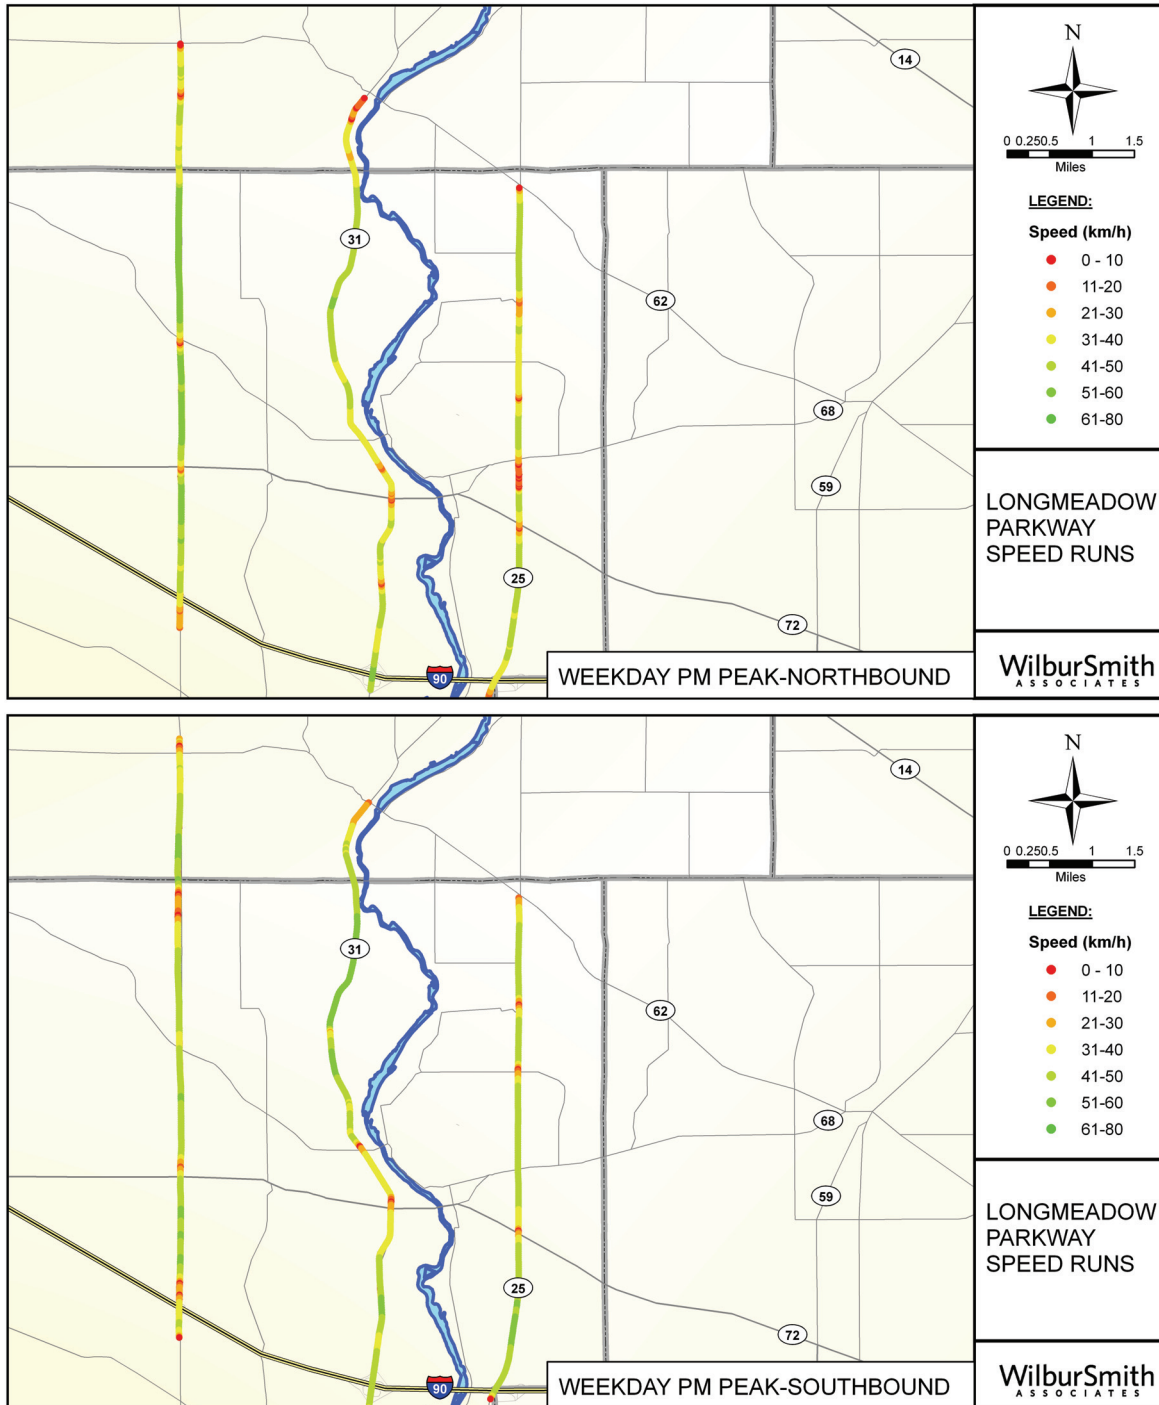 14
31
62
68
59
25
72
90
WEEKDAY PM PEAK-NORTHBOUND
N
0 0.250.5 1 1.5
Miles
LEGEND:
Speed (km/h)
0 - 10
11-20
21-30
31-40
41-50
51-60
61-80
LONGMEADOW
PARKWAY
SPEED RUNS
WilburSmith
ASSOCIATES
14
31
62
68
59
25
72
90
WEEKDAY PM PEAK-SOUTHBOUND
N
0 0.250.5 1 1.5
Miles
LEGEND:
Speed (km/h)
0 - 10
11-20
21-30
31-40
41-50
51-60
61-80
LONGMEADOW
PARKWAY
SPEED RUNS
WilburSmith
ASSOCIATES